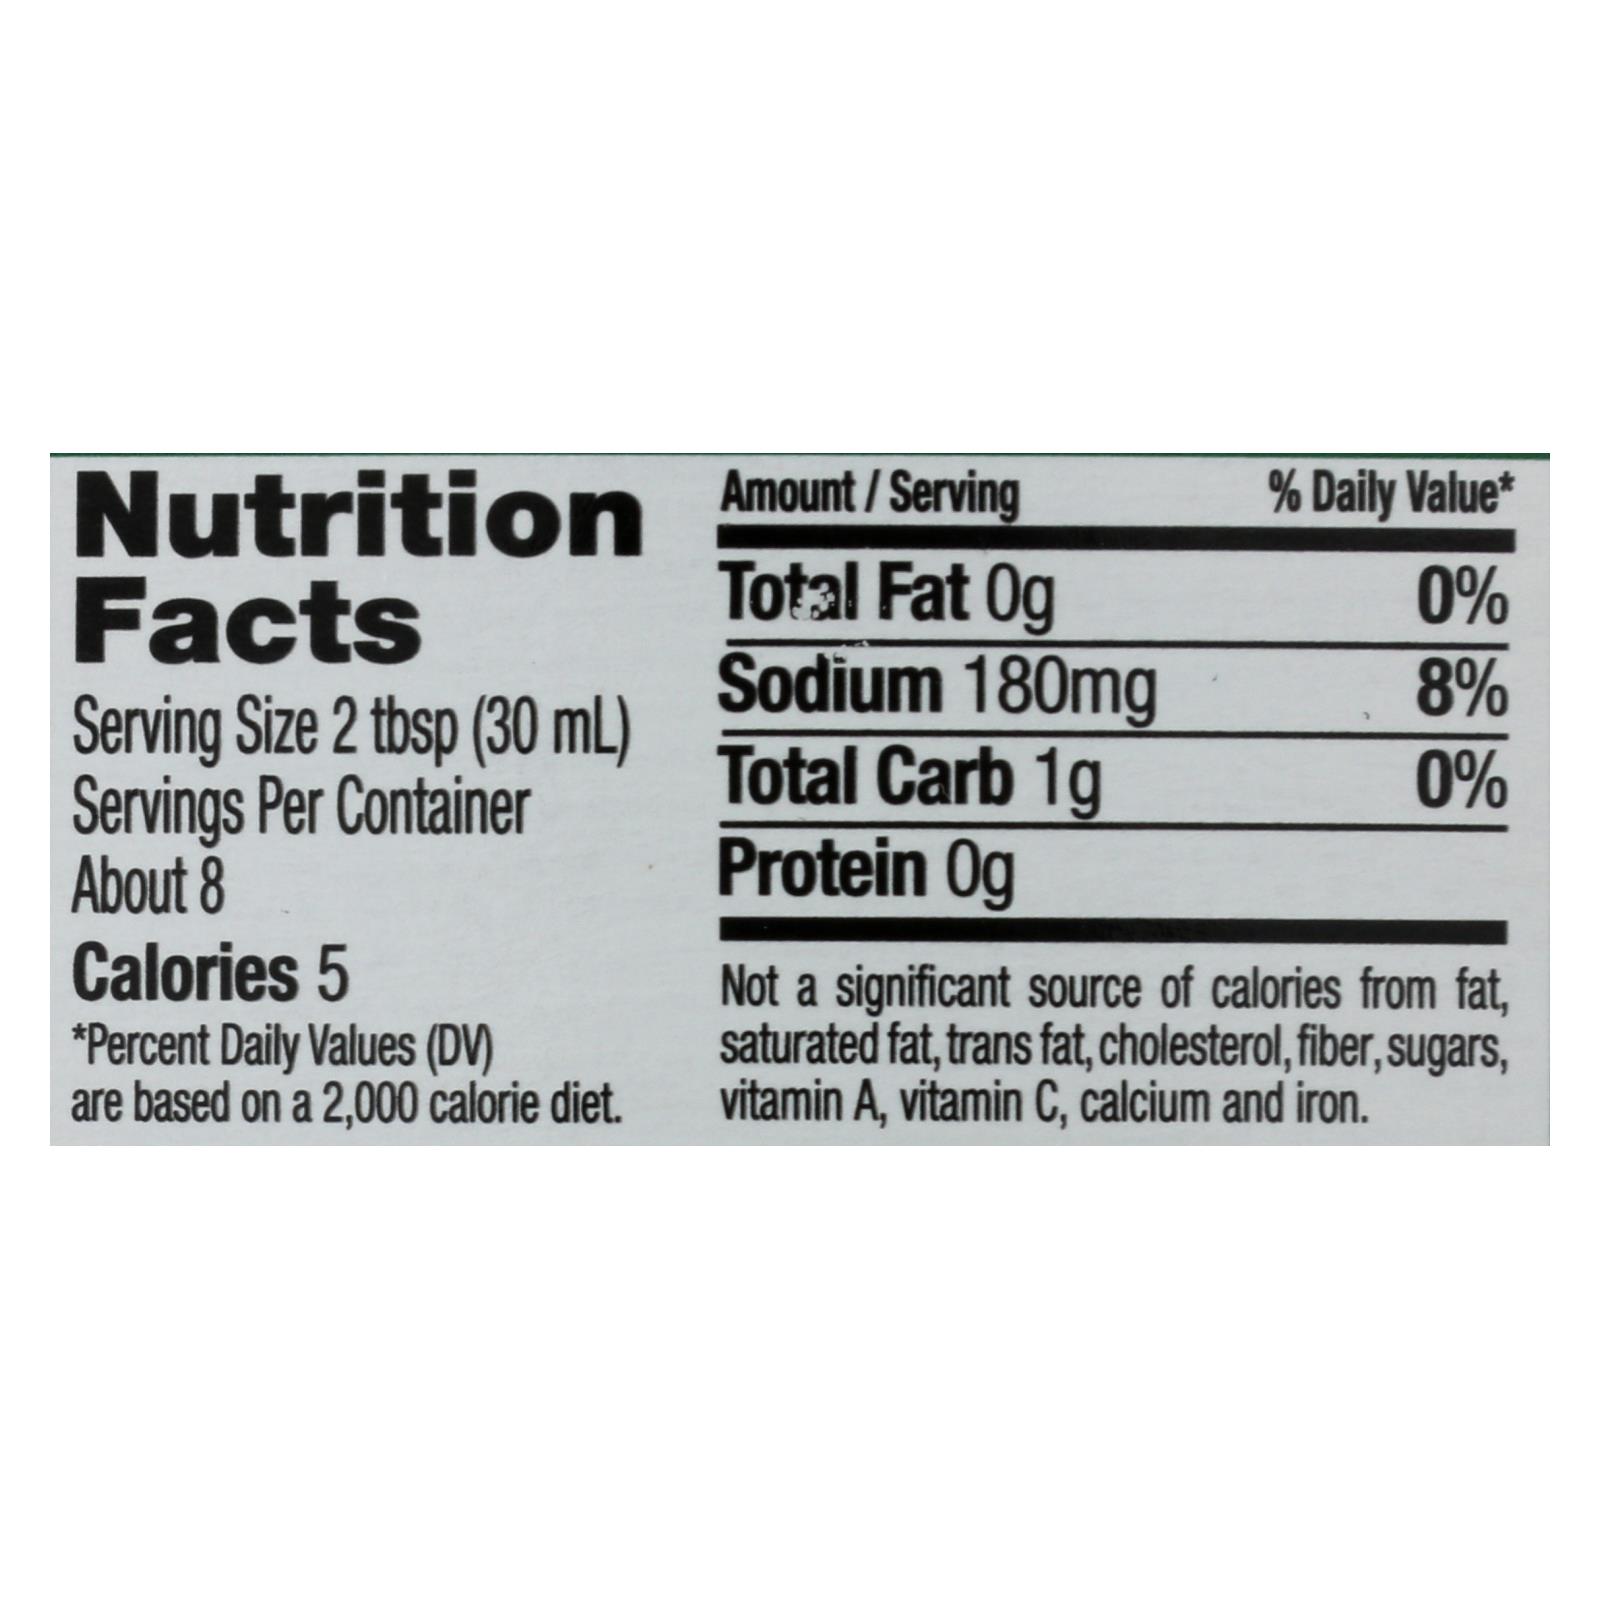 Nutrition
Facts
Serving Size 2 tbsp (30 mL)
Servings Per Container
About 8
Calories 5
*Percent Daily Values (DV)
are based on a 2,000 calorie diet.
Amount / Serving % Daily Value*
Total Fat 0g 0%
Sodium 180mg 8%
Total Carb 1g 0%
Protein 0g
Not a significant source of calories from fat,
saturated fat, trans fat, cholesterol, fiber, sugars,
vitamin A, vitamin C, calcium and iron.